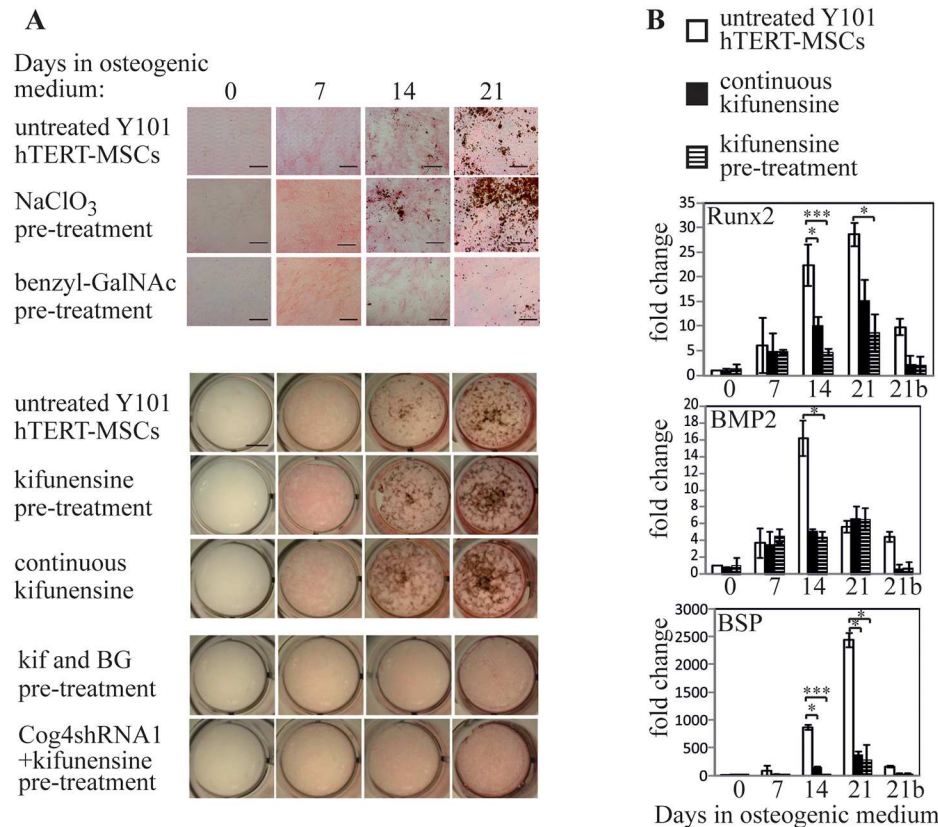 A
Days in osteogenic
medium:
0 7 14 21
untreated Y101
hTERT-MSCs
NaClO3
pre-treatment
benzyl-GalNAc
pre-treatment
untreated Y101
hTERT-MSCs
kifunensine
pre-treatment
continuous
kifunensine
kif and BG
pre-treatment
Cog4shRNA1
+kifunensine
pre-treatment
B
untreated Y101
hTERT-MSCs
continuous
kifunensine
kifunensine
pre-treatment
Runx2
fold change
35
30
25
20
15
10
5
0
***
*
*
0 7 14 21 21b
BMP2
fold change
18
16
14
12
10
8
6
4
2
0
*
0 7 14 21 21b
BSP
fold change
3000
2500
2000
1500
1000
500
0
***
*
*
*
0 7 14 21 21b
Days in osteogenic medium